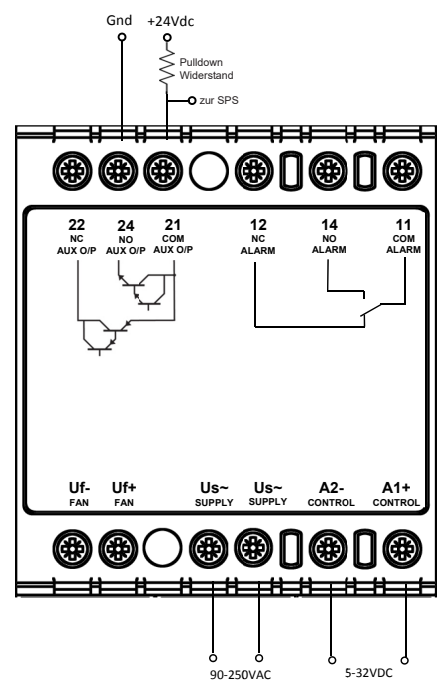 Gnd +24Vdc
Pulldown
Widerstand
zur SPS
22 24 21 12 14 11
NC NO COM NC NO COM
AUX O/P AUX O/P AUX O/P ALARM ALARM ALARM
Uf- Uf+ Us~ Us~ A2- A1+
FAN FAN SUPPLY SUPPLY CONTROL CONTROL
90-250VAC 5-32VDC